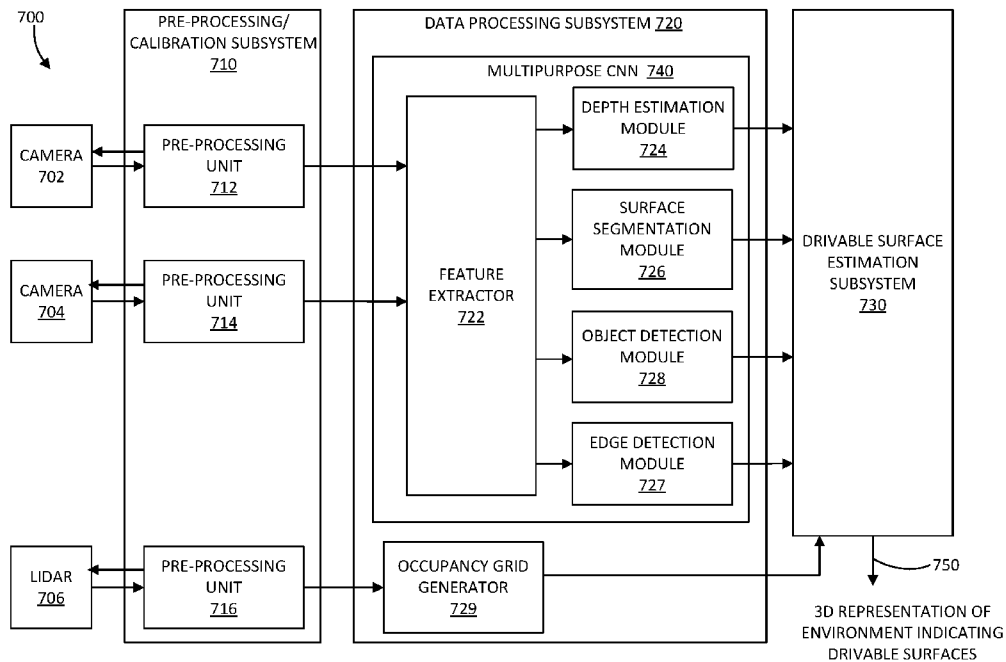 700
PRE-PROCESSING/
CALIBRATION SUBSYSTEM
710
DATA PROCESSING SUBSYSTEM 720
MULTIPURPOSE CNN 740
CAMERA
702
PRE-PROCESSING
UNIT
712
CAMERA
704
PRE-PROCESSING
UNIT
714
LIDAR
706
PRE-PROCESSING
UNIT
716
FEATURE
EXTRACTOR
722
DEPTH ESTIMATION
MODULE
724
SURFACE
SEGMENTATION
MODULE
726
OBJECT DETECTION
MODULE
728
EDGE DETECTION
MODULE
727
OCCUPANCY GRID
GENERATOR
729
DRIVABLE SURFACE
ESTIMATION
SUBSYSTEM
730
750
3D REPRESENTATION OF
ENVIRONMENT INDICATING
DRIVABLE SURFACES